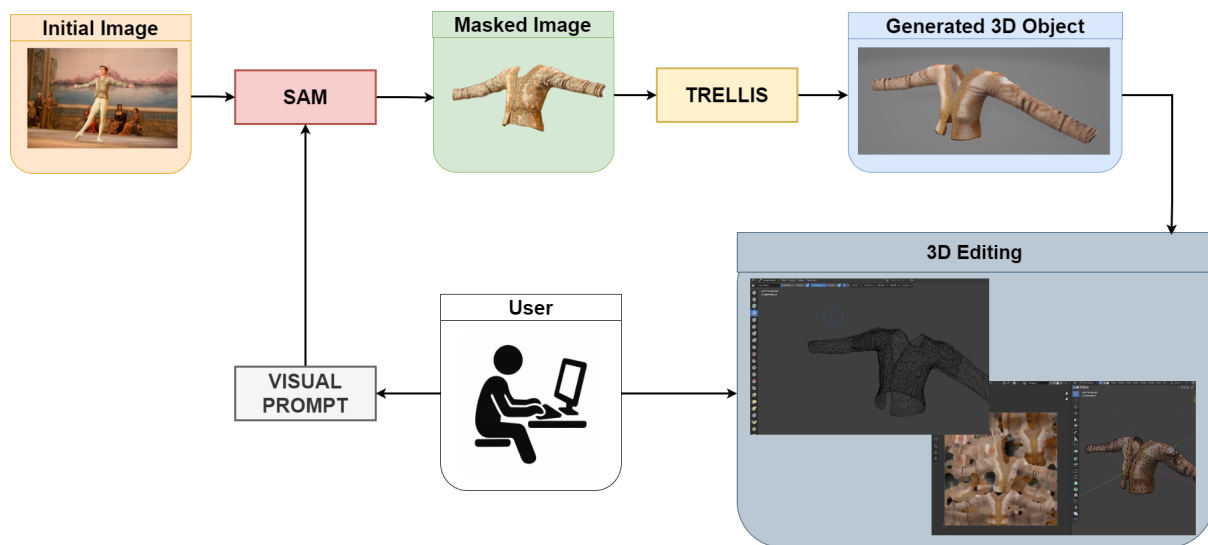 Initial Image
Masked Image
Generated 3D Object
SAM
TRELLIS
3D Editing
User
VISUAL
PROMPT